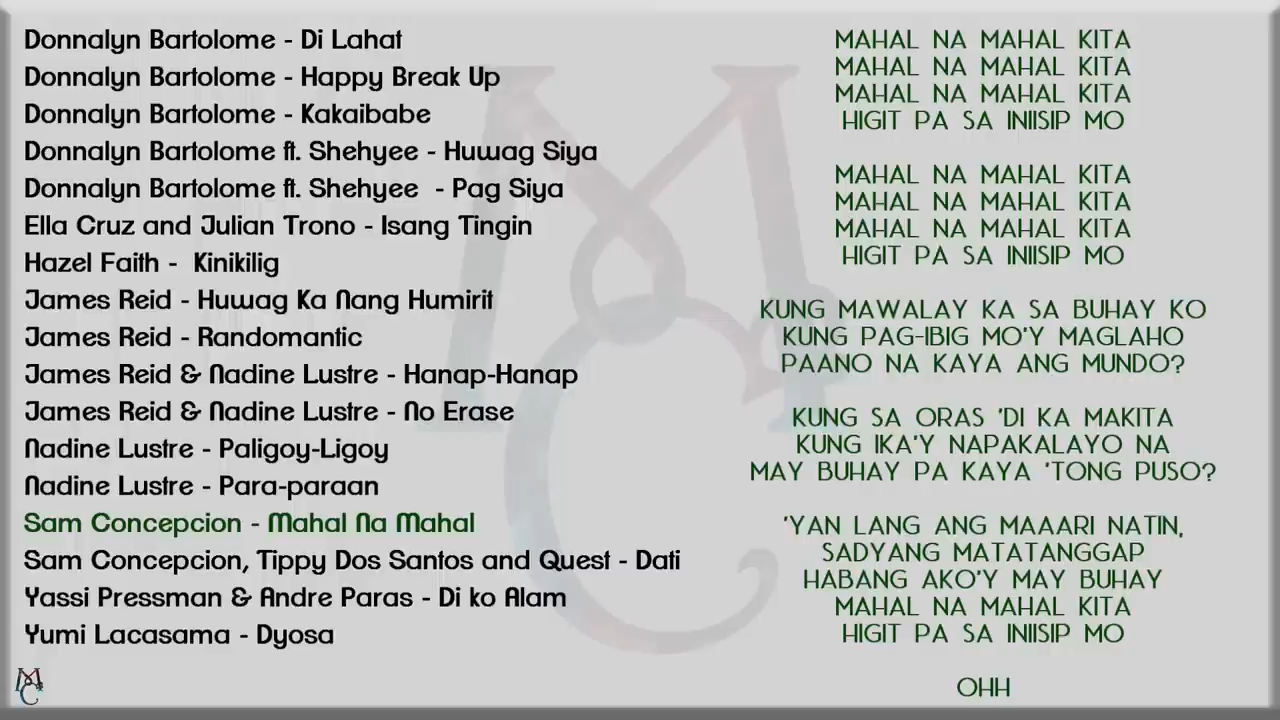 Donnalyn Bartolome - Di Lahat
Donnalyn Bartolome - Happy Break Up
Donnalyn Bartolome - Kakaibabe
Donnalyn Bartolome ft. Shehyee - Huwag Siya
Donnalyn Bartolome ft. Shehyee  - Pag Siya
Ella Cruz and Julian Trono - Isang Tingin
Hazel Faith -  Kinikilig
James Reid - Huwag Ka Nang Humirit
James Reid - Randomantic
James Reid & Nadine Lustre - Hanap-Hanap
James Reid & Nadine Lustre - No Erase
Nadine Lustre - Paligoy-Ligoy
Nadine Lustre - Para-paraan
Sam Concepcion - Mahal Na Mahal
Sam Concepcion, Tippy Dos Santos and Quest - Dati
Yassi Pressman & Andre Paras - Di ko Alam
Yumi Lacasama - Dyosa
MAHAL NA MAHAL KITA
MAHAL NA MAHAL KITA
MAHAL NA MAHAL KITA
HIGIT PA SA INIISIP MO
MAHAL NA MAHAL KITA
MAHAL NA MAHAL KITA
MAHAL NA MAHAL KITA
HIGIT PA SA INIISIP MO
KUNG MAWALAY KA SA BUHAY KO
KUNG PAG-IBIG MO'Y MAGLAHO
PAANO NA KAYA ANG MUNDO?
KUNG SA ORAS 'DI KA MAKITA
KUNG IKA'Y NAPAKALAYO NA
MAY BUHAY PA KAYA 'TONG PUSO?
'YAN LANG ANG MAAARI NATIN,
SADYANG MATATANGGAP
HABANG AKO'Y MAY BUHAY
MAHAL NA MAHAL KITA
HIGIT PA SA INIISIP MO
OHH
MC